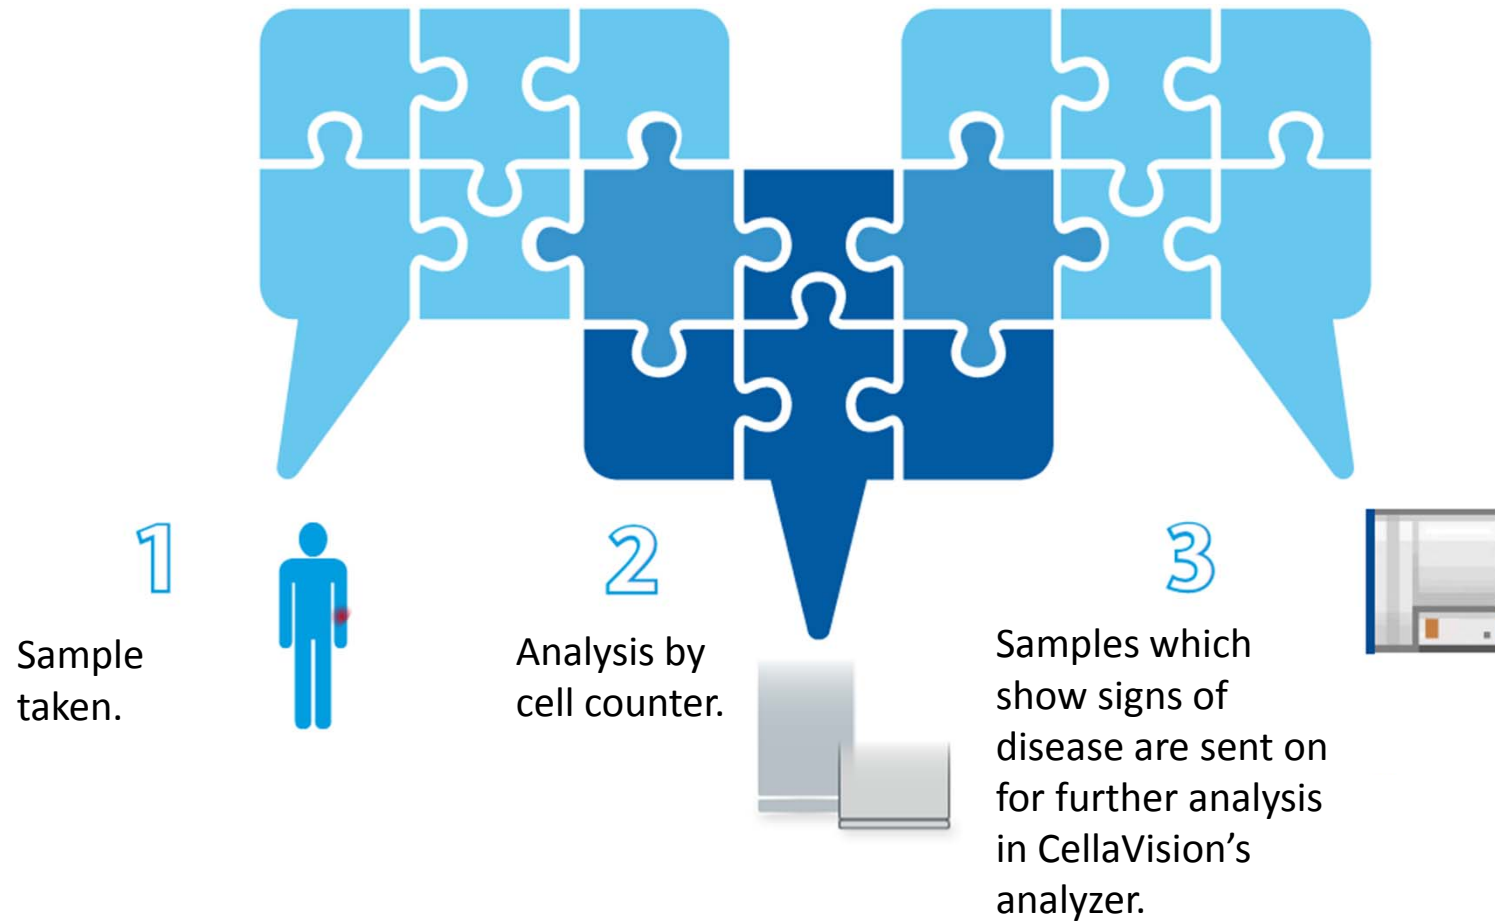 1
Sample
taken.
2
Analysis by
cell counter.
3
Samples which
show signs of
disease are sent on
for further analysis
in CellaVision’s
analyzer.